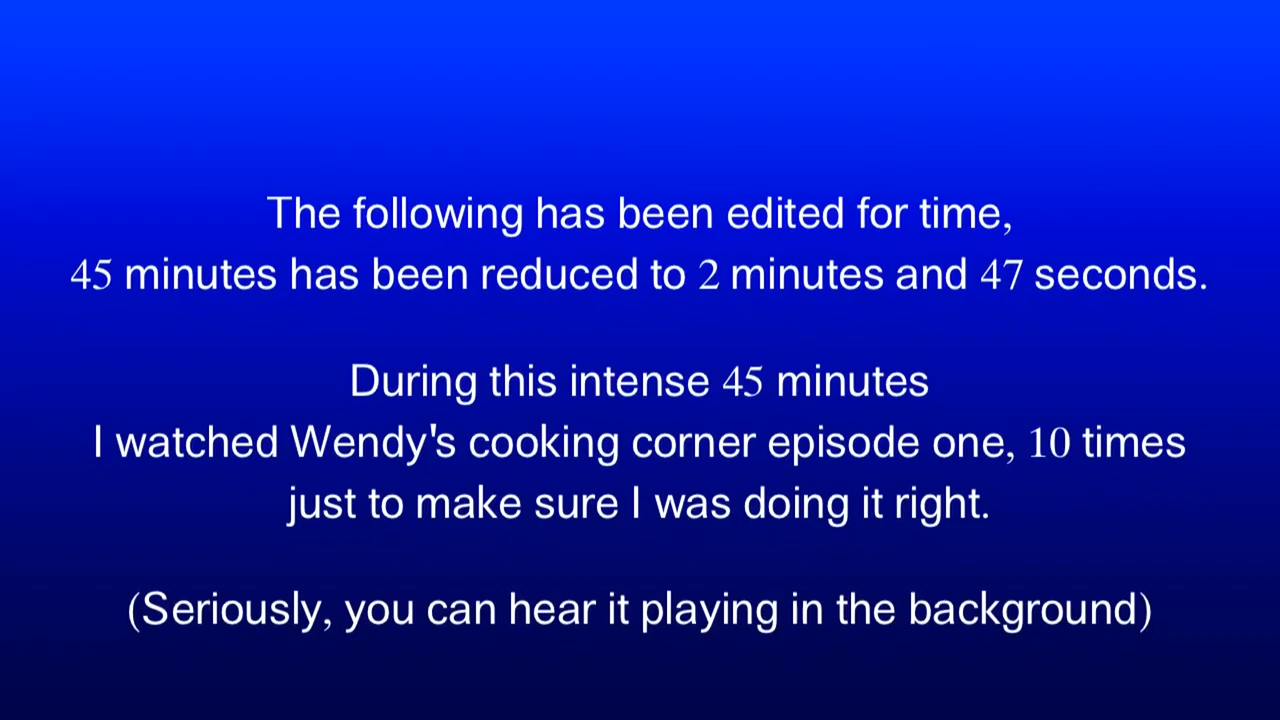 The following has been edited for time,
45 minutes has been reduced to 2 minutes and 47 seconds.
During this intense 45 minutes
I watched Wendy's cooking corner episode one, 10 times
just to make sure I was doing it right.
(Seriously, you can hear it playing in the background)